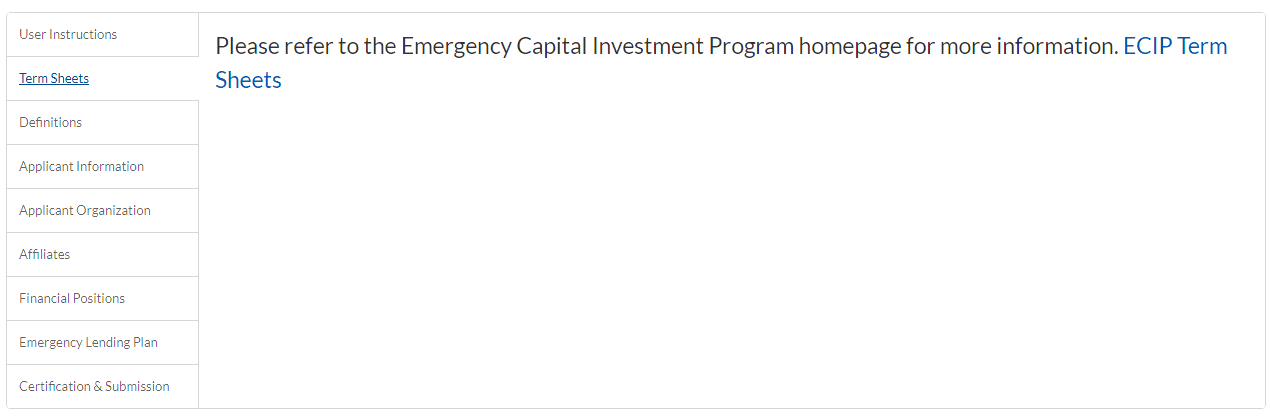 User Instructions
Term Sheets
Definitions
Applicant Information
Applicant Organization
Affiliates
Financial Positions
Emergency Lending Plan
Certification & Submission
Please refer to the Emergency Capital Investment Program homepage for more information. ECIP Term
Sheets